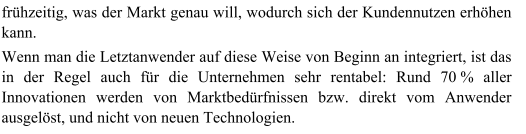 frühzeitig, was der Markt genau will, wodurch sich der Kundennutzen erhöhen
kann.
Wenn man die Letztanwender auf diese Weise von Beginn an integriert, ist das
in der Regel auch für die Unternehmen sehr rentabel: Rund 70 % aller
Innovationen werden von Marktbedürfnissen bzw. direkt vom Anwender
ausgelöst, und nicht von neuen Technologien.